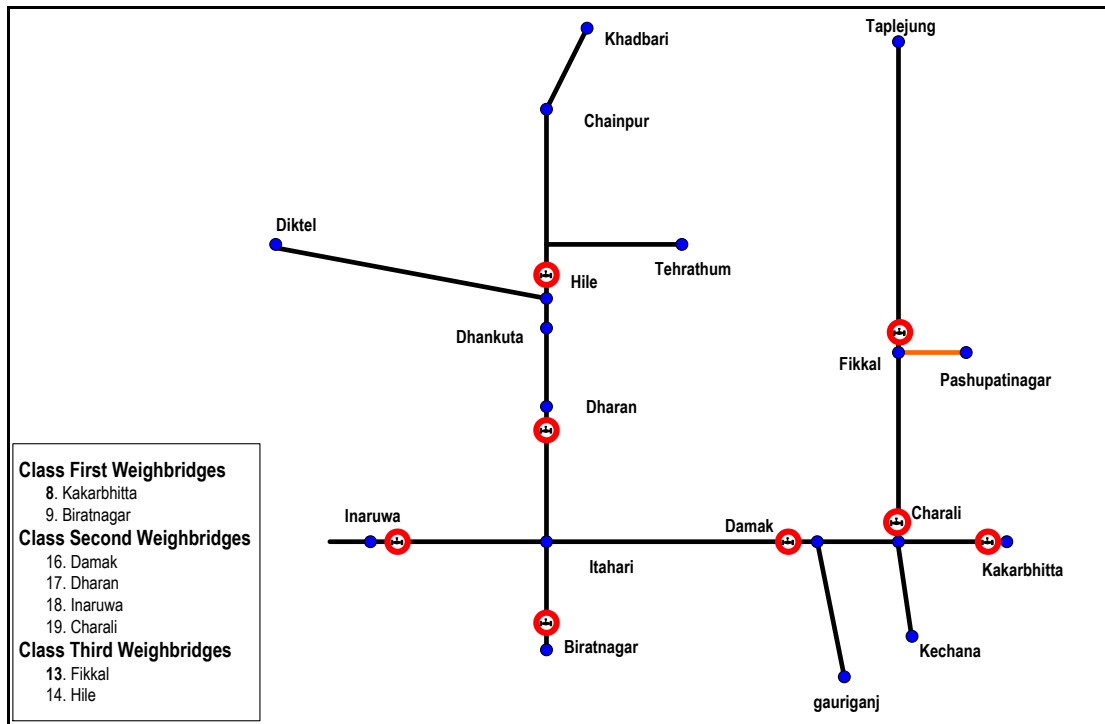 Taplejung
Khadbari
Chainpur
Diktel
Tehrathum
Hile
Dhankuta
Fikkal
Pashupatinagar
Dharan
Inaruwa
Damak
Charali
Itahari
Kakarbhitta
Biratnagar
Kechana
gauriganj
Class First Weighbridges
8. Kakarbhitta
9. Biratnagar
Class Second Weighbridges
16. Damak
17. Dharan
18. Inaruwa
19. Charali
Class Third Weighbridges
13. Fikkal
14. Hile